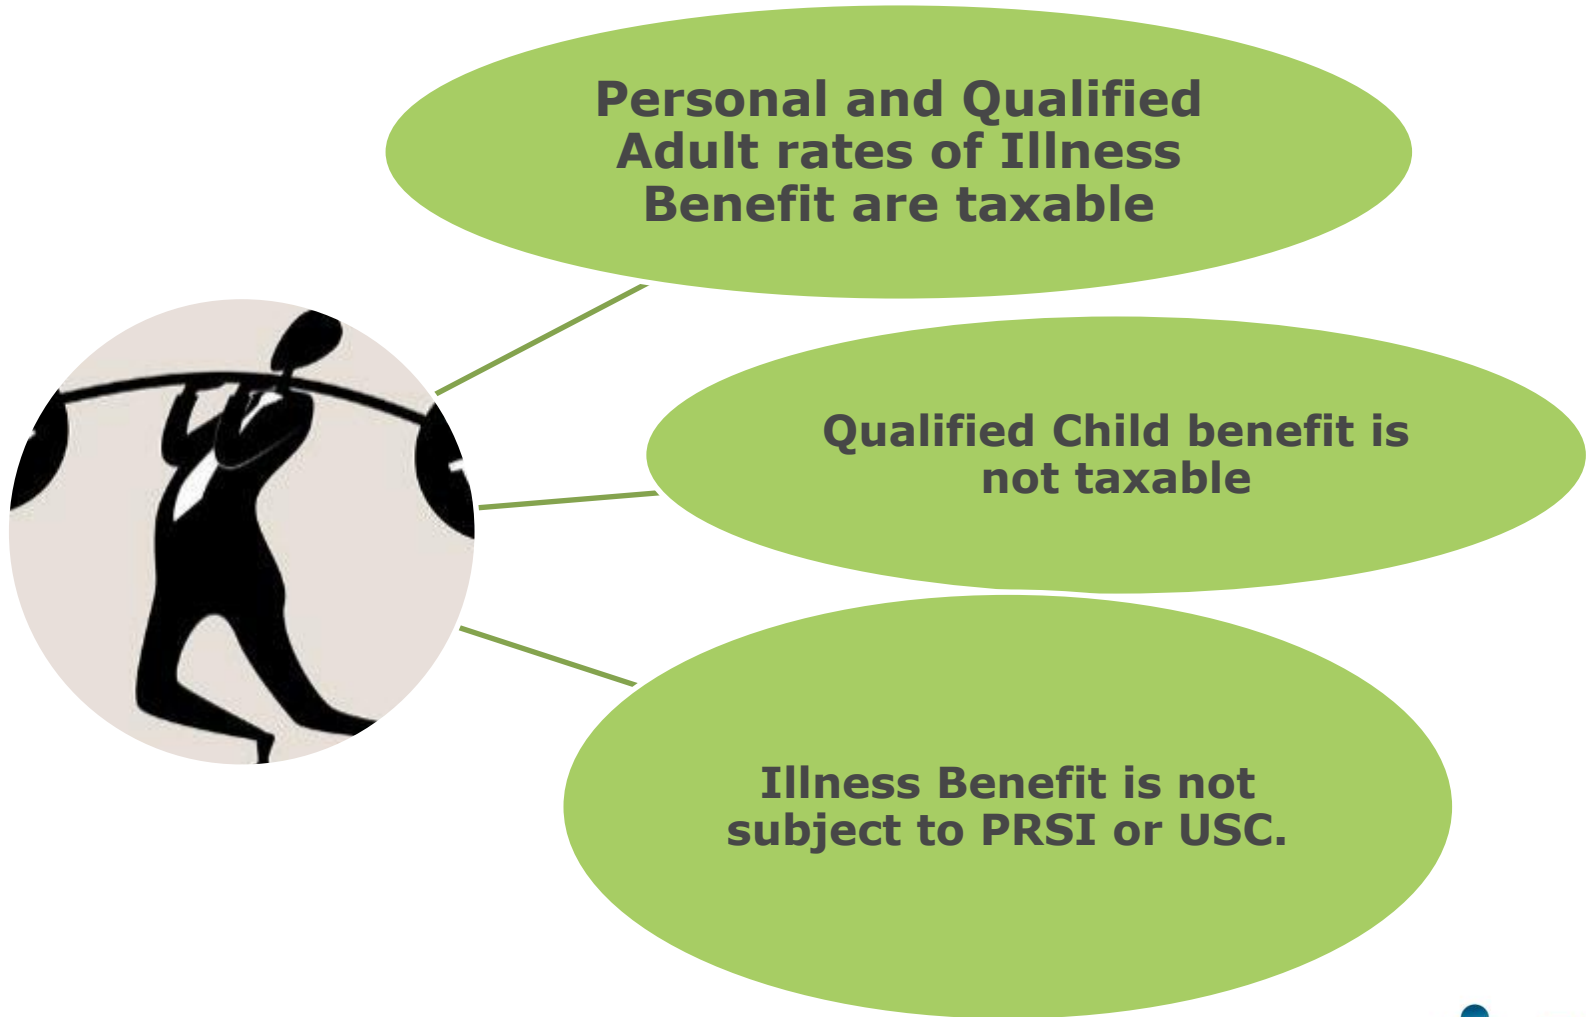 Personal and Qualified
Adult rates of Illness
Benefit are taxable
Qualified Child benefit is
not taxable
Illness Benefit is not
subject to PRSI or USC.